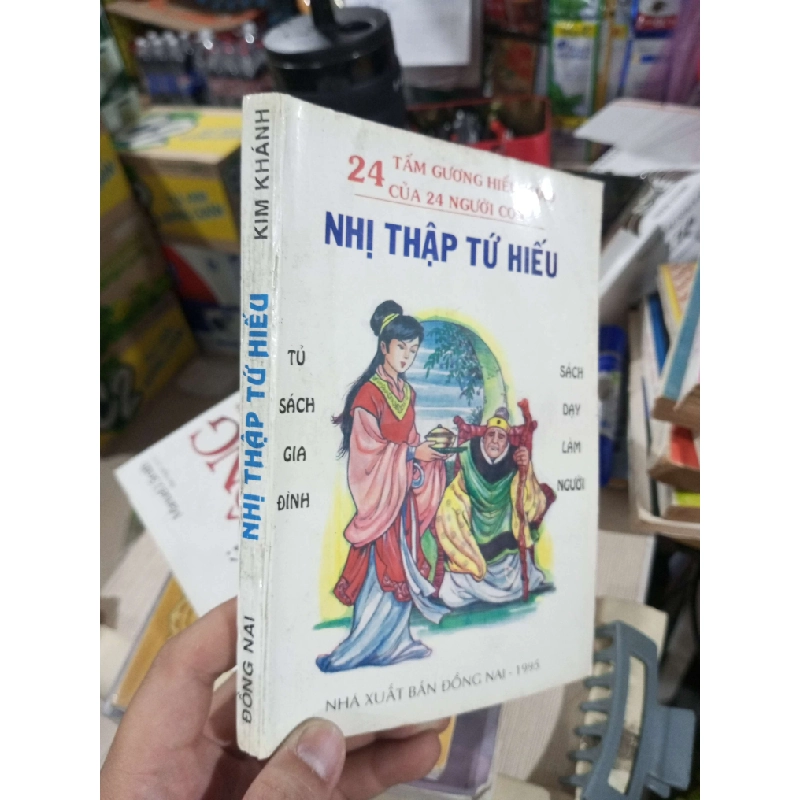 24 TẤM GƯƠNG HIẾU
CỦA 24 NGƯỜI CON
NHỊ THẬP TỨ HIẾU
TỦ
SÁCH
GIA
ĐÌNH
SÁCH
DẠY
LÀM
NGƯỜI
NHÀ XUẤT BẢN ĐỒNG NAI - 1995
KIM KHÁNH
NHỊ THẬP TỨ HIẾU
ĐỒNG NAI